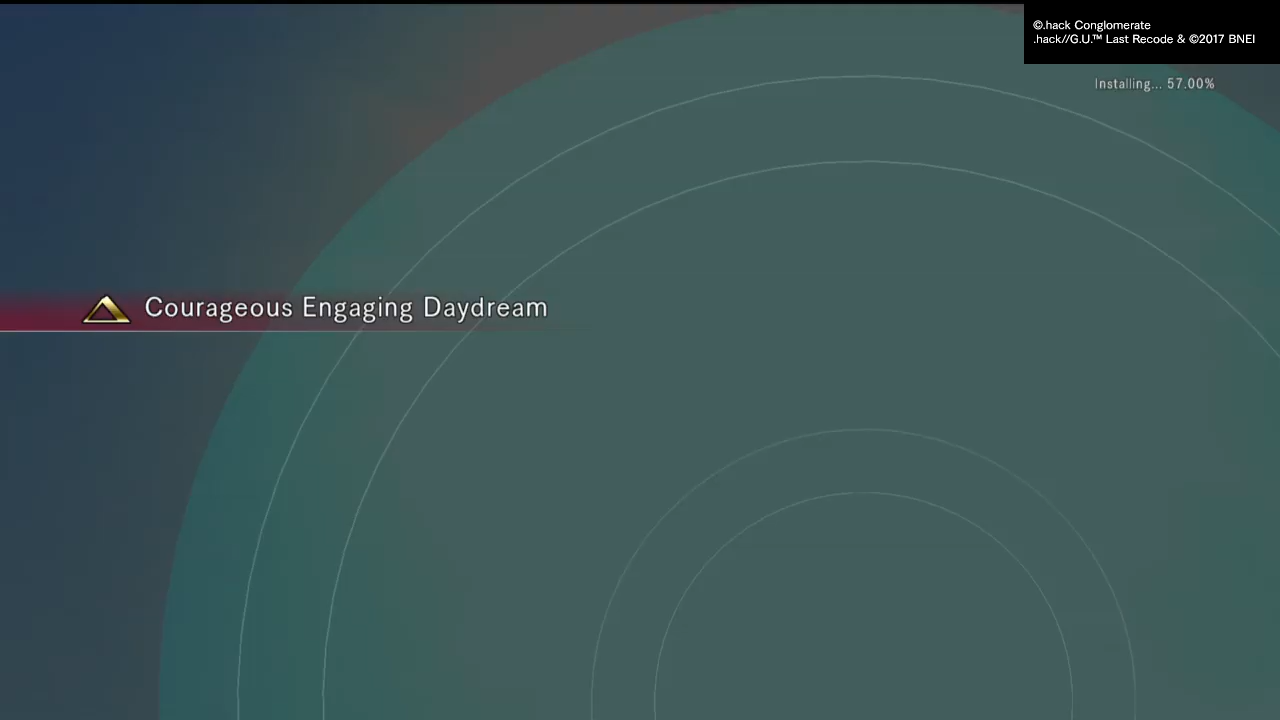 ©.hack Conglomerate
.hack//G.U.™ Last Recode & ©2017 BNEI
Installing... 57.00%
Courageous Engaging Daydream